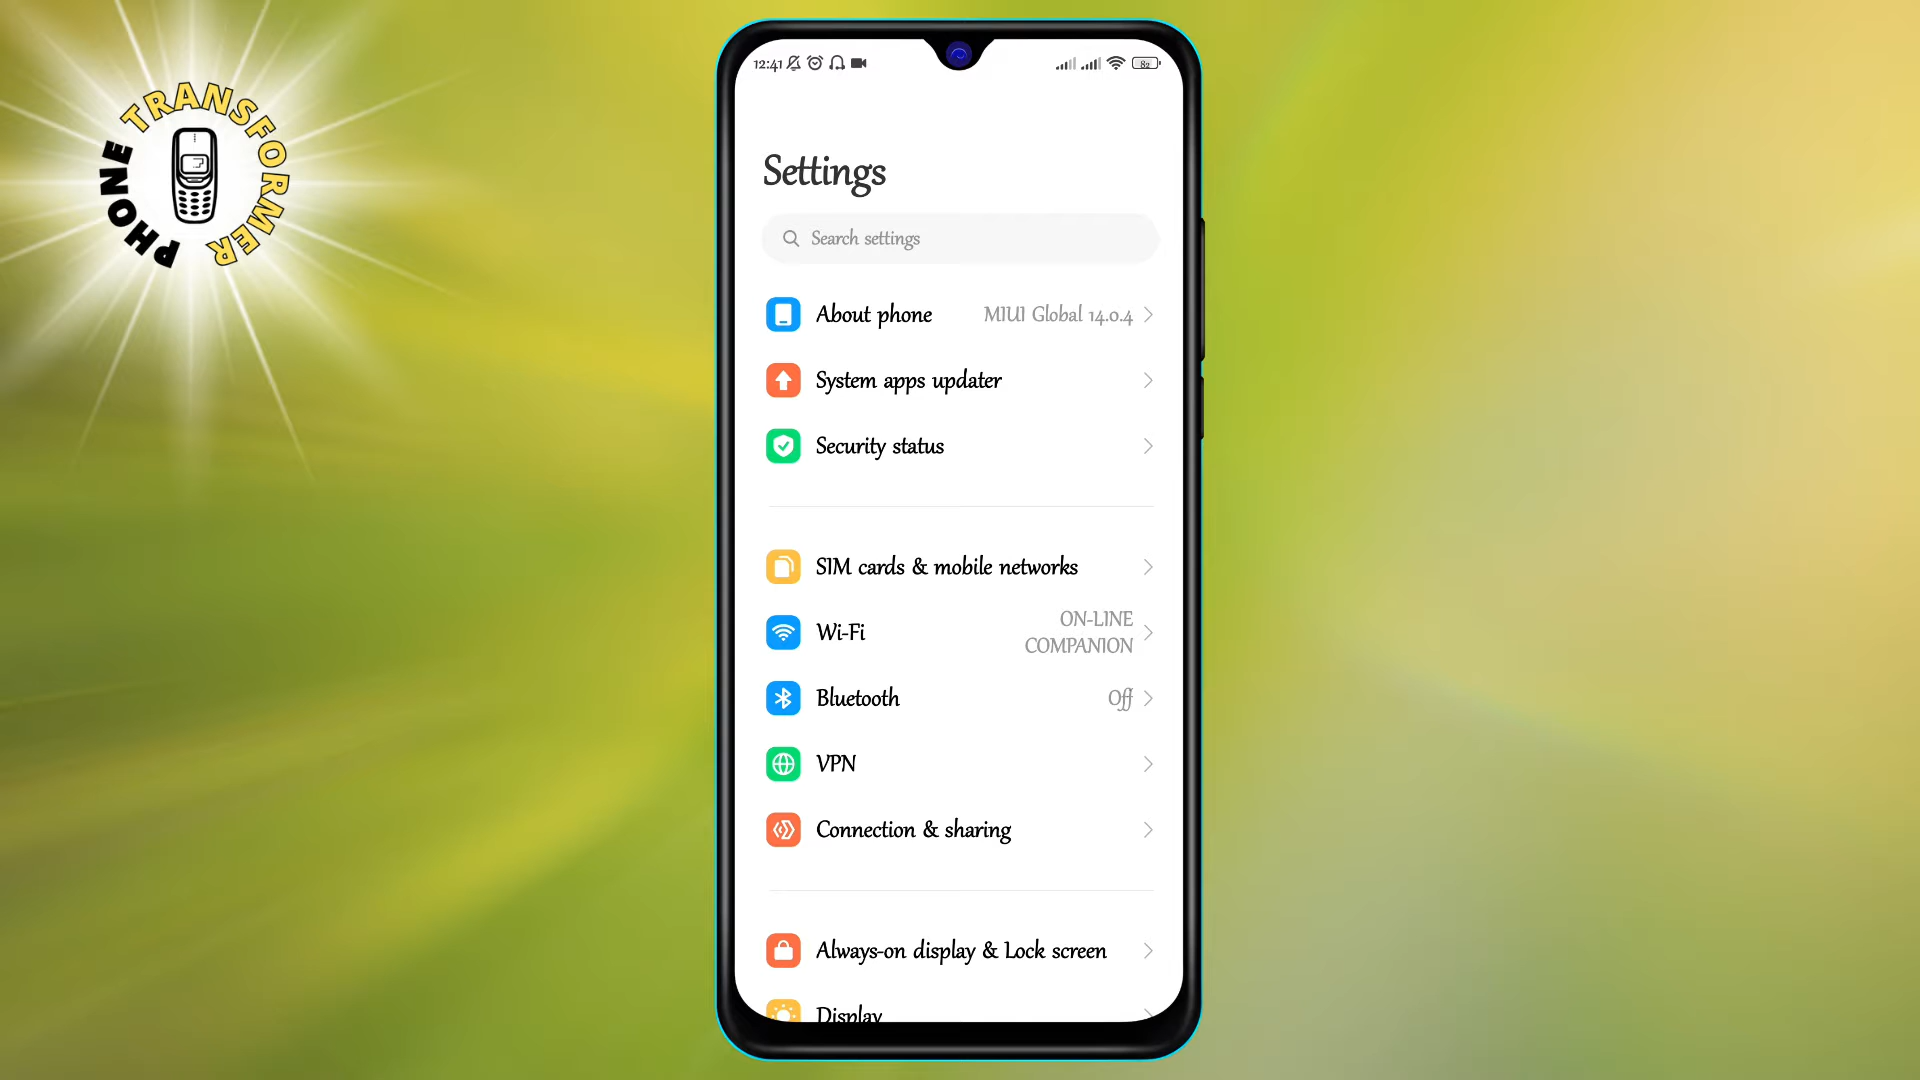 PHONE TRANSFORMER
12:41
82
Settings
Search settings
About phone
MIUI Global 14.0.4
System apps updater
Security status
SIM cards & mobile networks
Wi-Fi
ON-LINE
COMPANION
Bluetooth
Off
VPN
Connection & sharing
Always-on display & Lock screen
Display